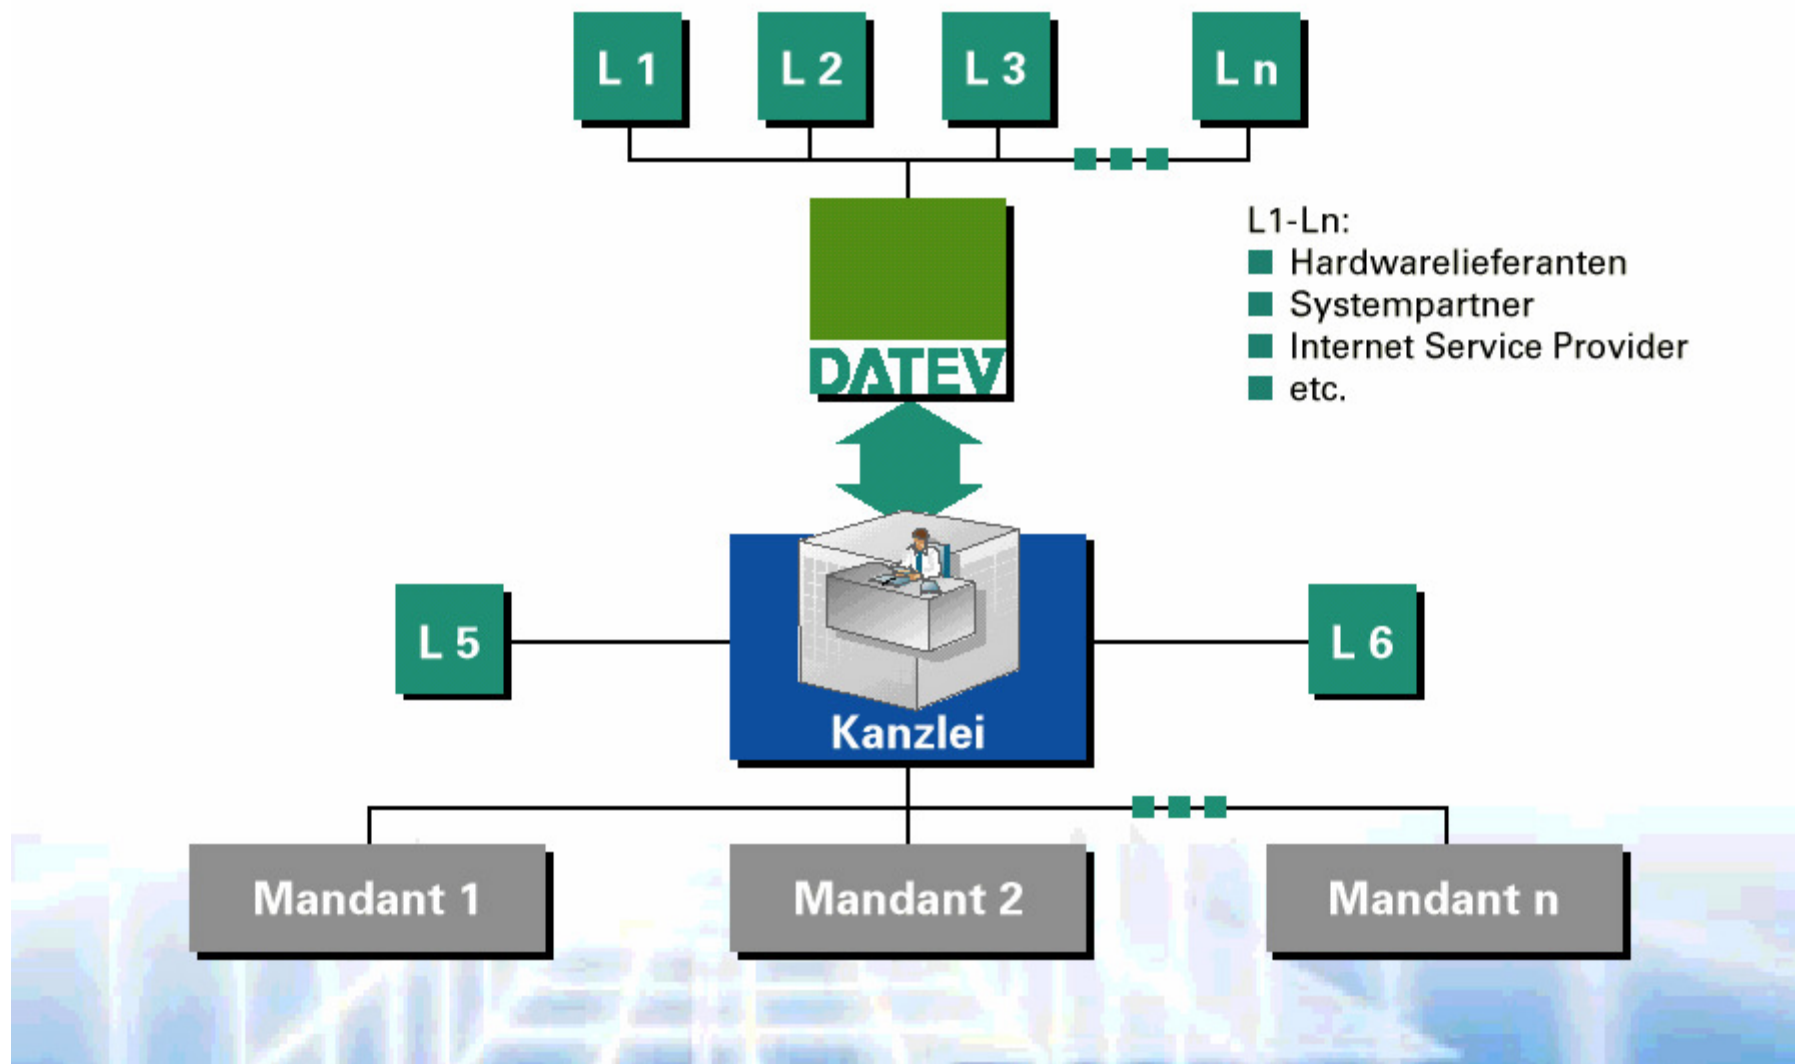 L 1
L 2
L 3
L n
L1-Ln:
Hardwarelieferanten
Systempartner
Internet Service Provider
etc.
DATEV
L 5
L 6
Kanzlei
Mandant 1
Mandant 2
Mandant n